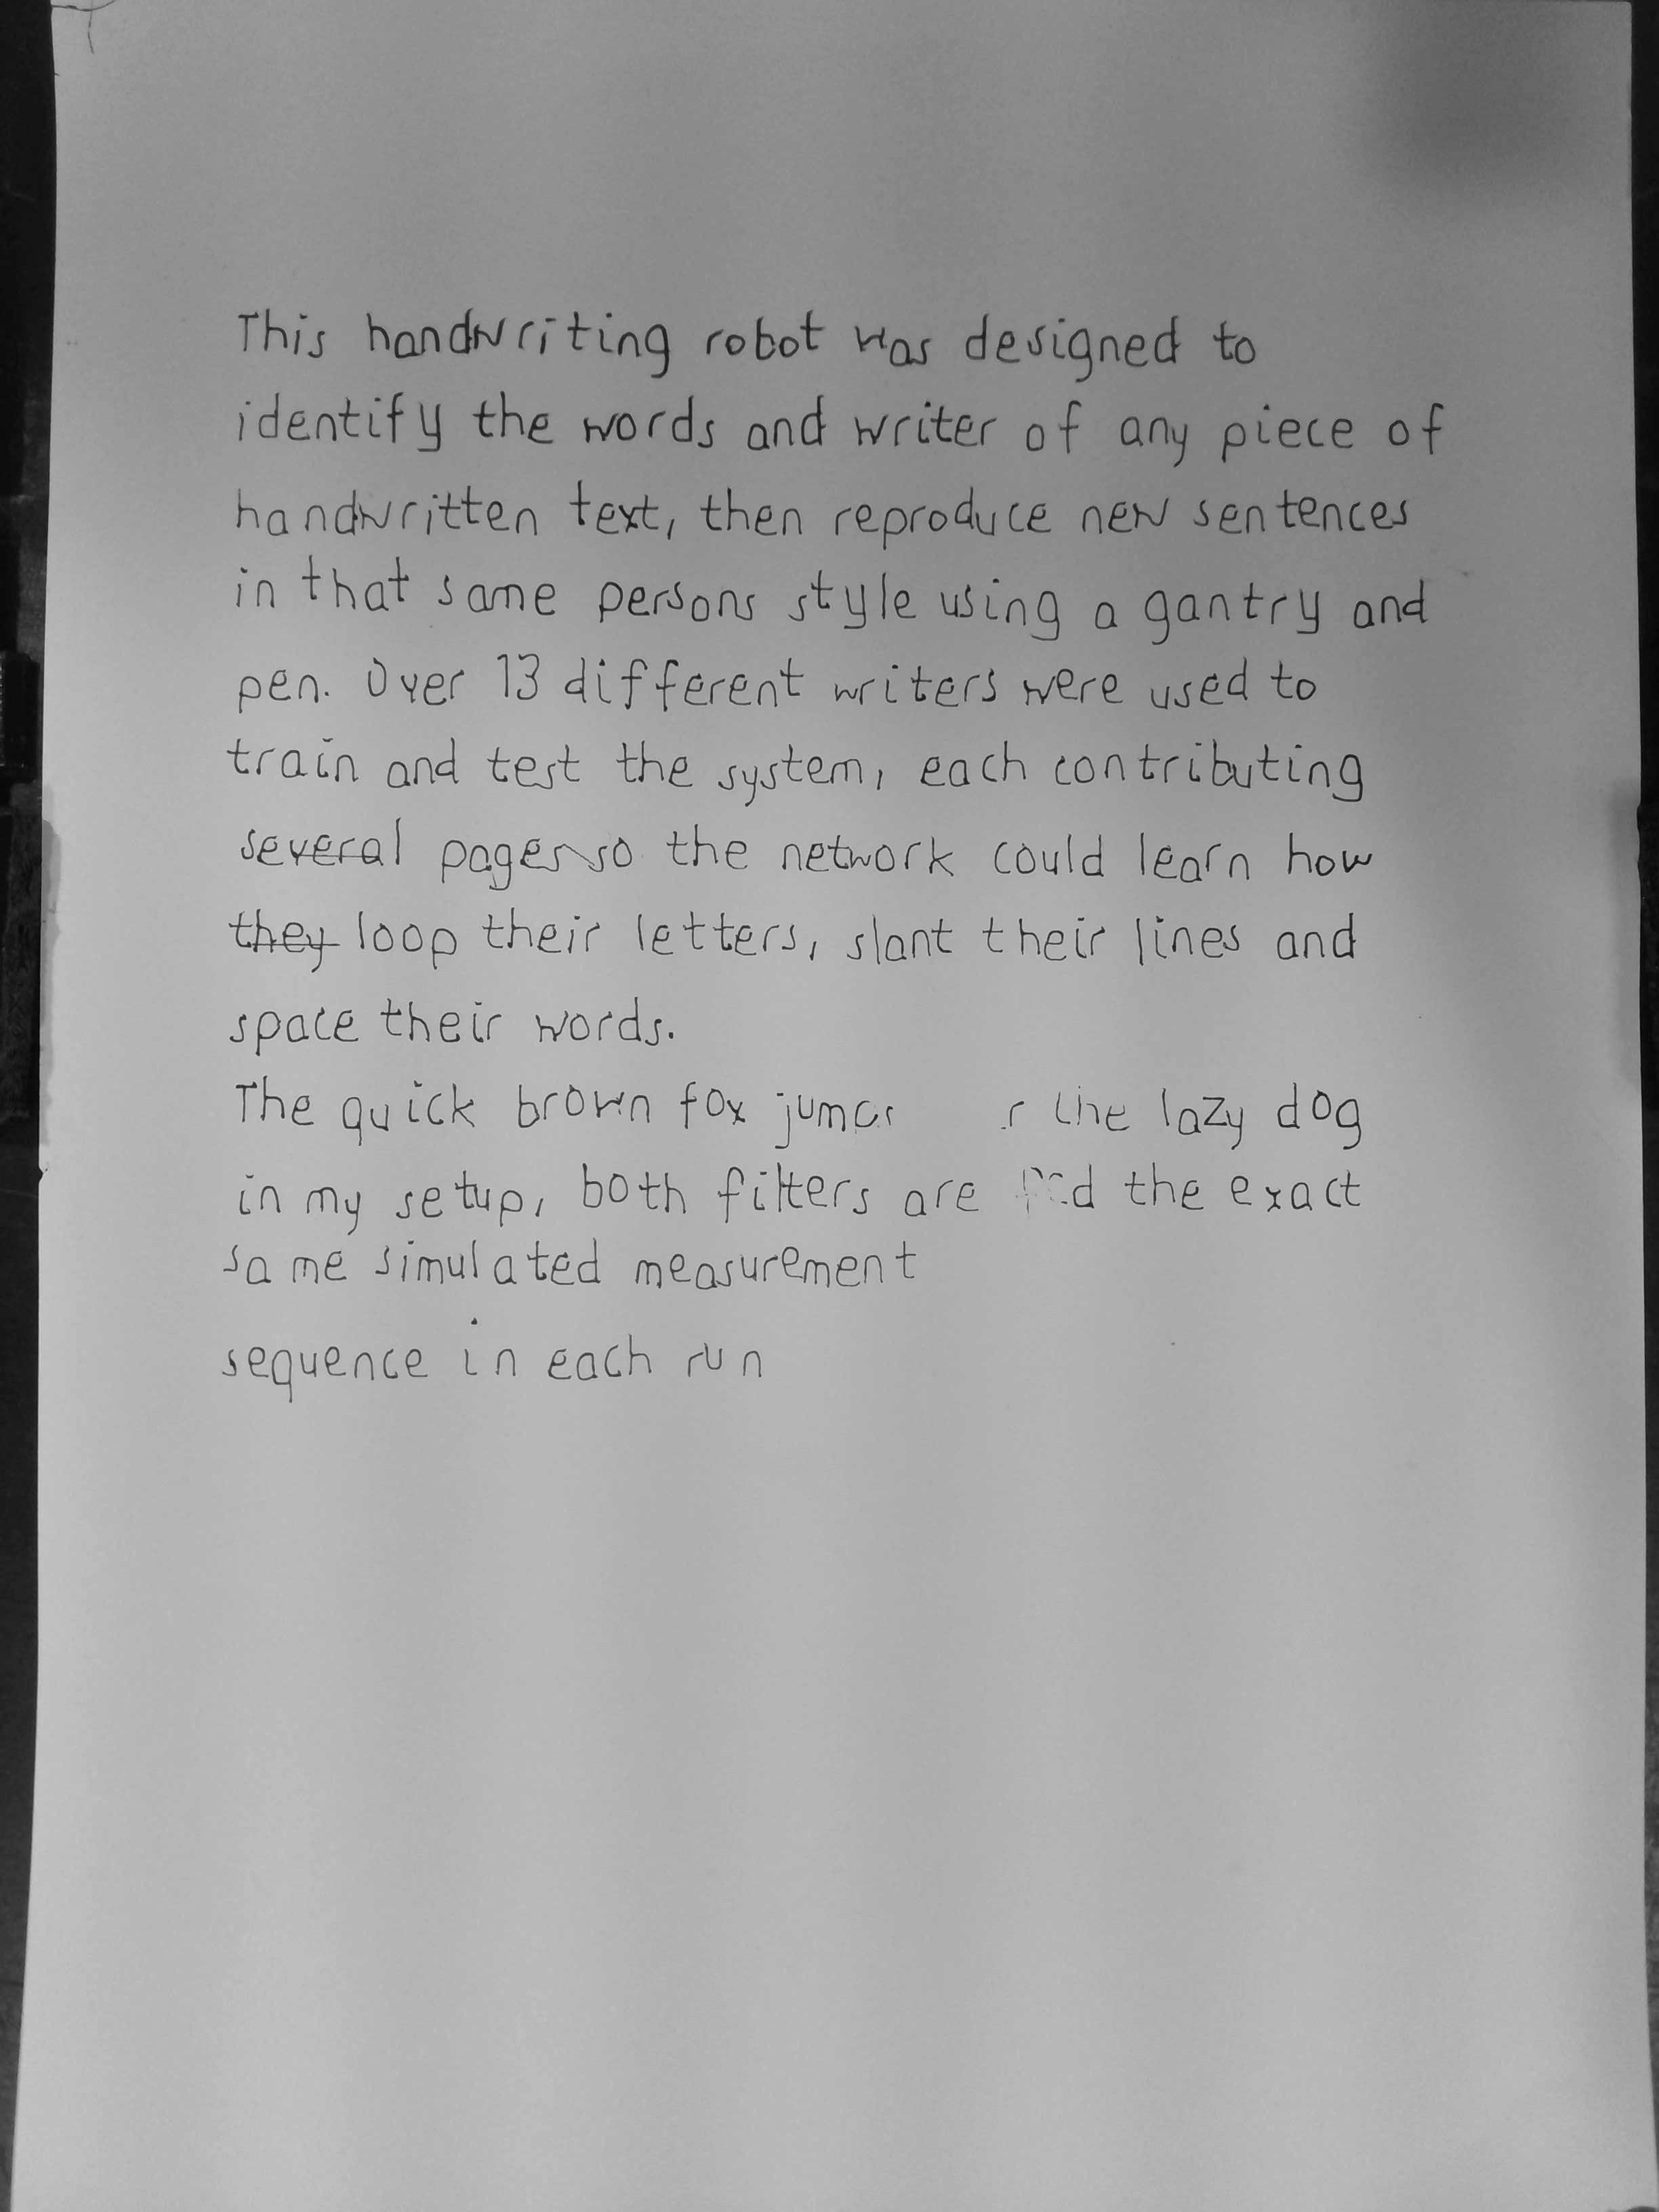 This handwriting robot was designed to
identify the words and writer of any piece of
handwritten text, then reproduce new sentences
in that same persons style using a gantry and
pen. Over 13 different writers were used to
train and test the system, each contributing
several pages so the network could learn how
they loop their letters, slant their lines and
space their words.
The quick brown fox the lazy dog
in my setup, both filters are the exact
same simulated measurement
sequence in each run